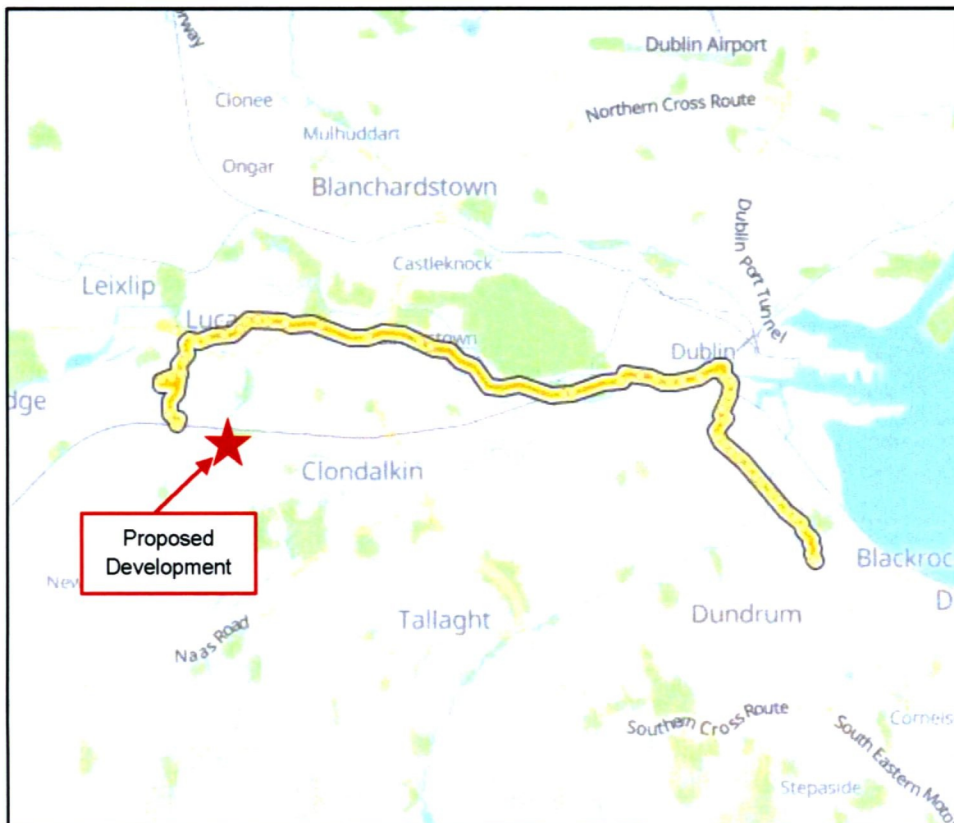 Dublin Airport
Clonee
Northern Cross Route
Mulhuddart
Ongar
Blanchardstown
Dublin Port Tunnel
Castleknock
Leixlip
Dublin
Clondalkin
Proposed
Development
Blackroc
Naas Road
Tallaght
Dundrum
D
Southern Cross Route
South Eastern Moto
Corneis
Stepaside